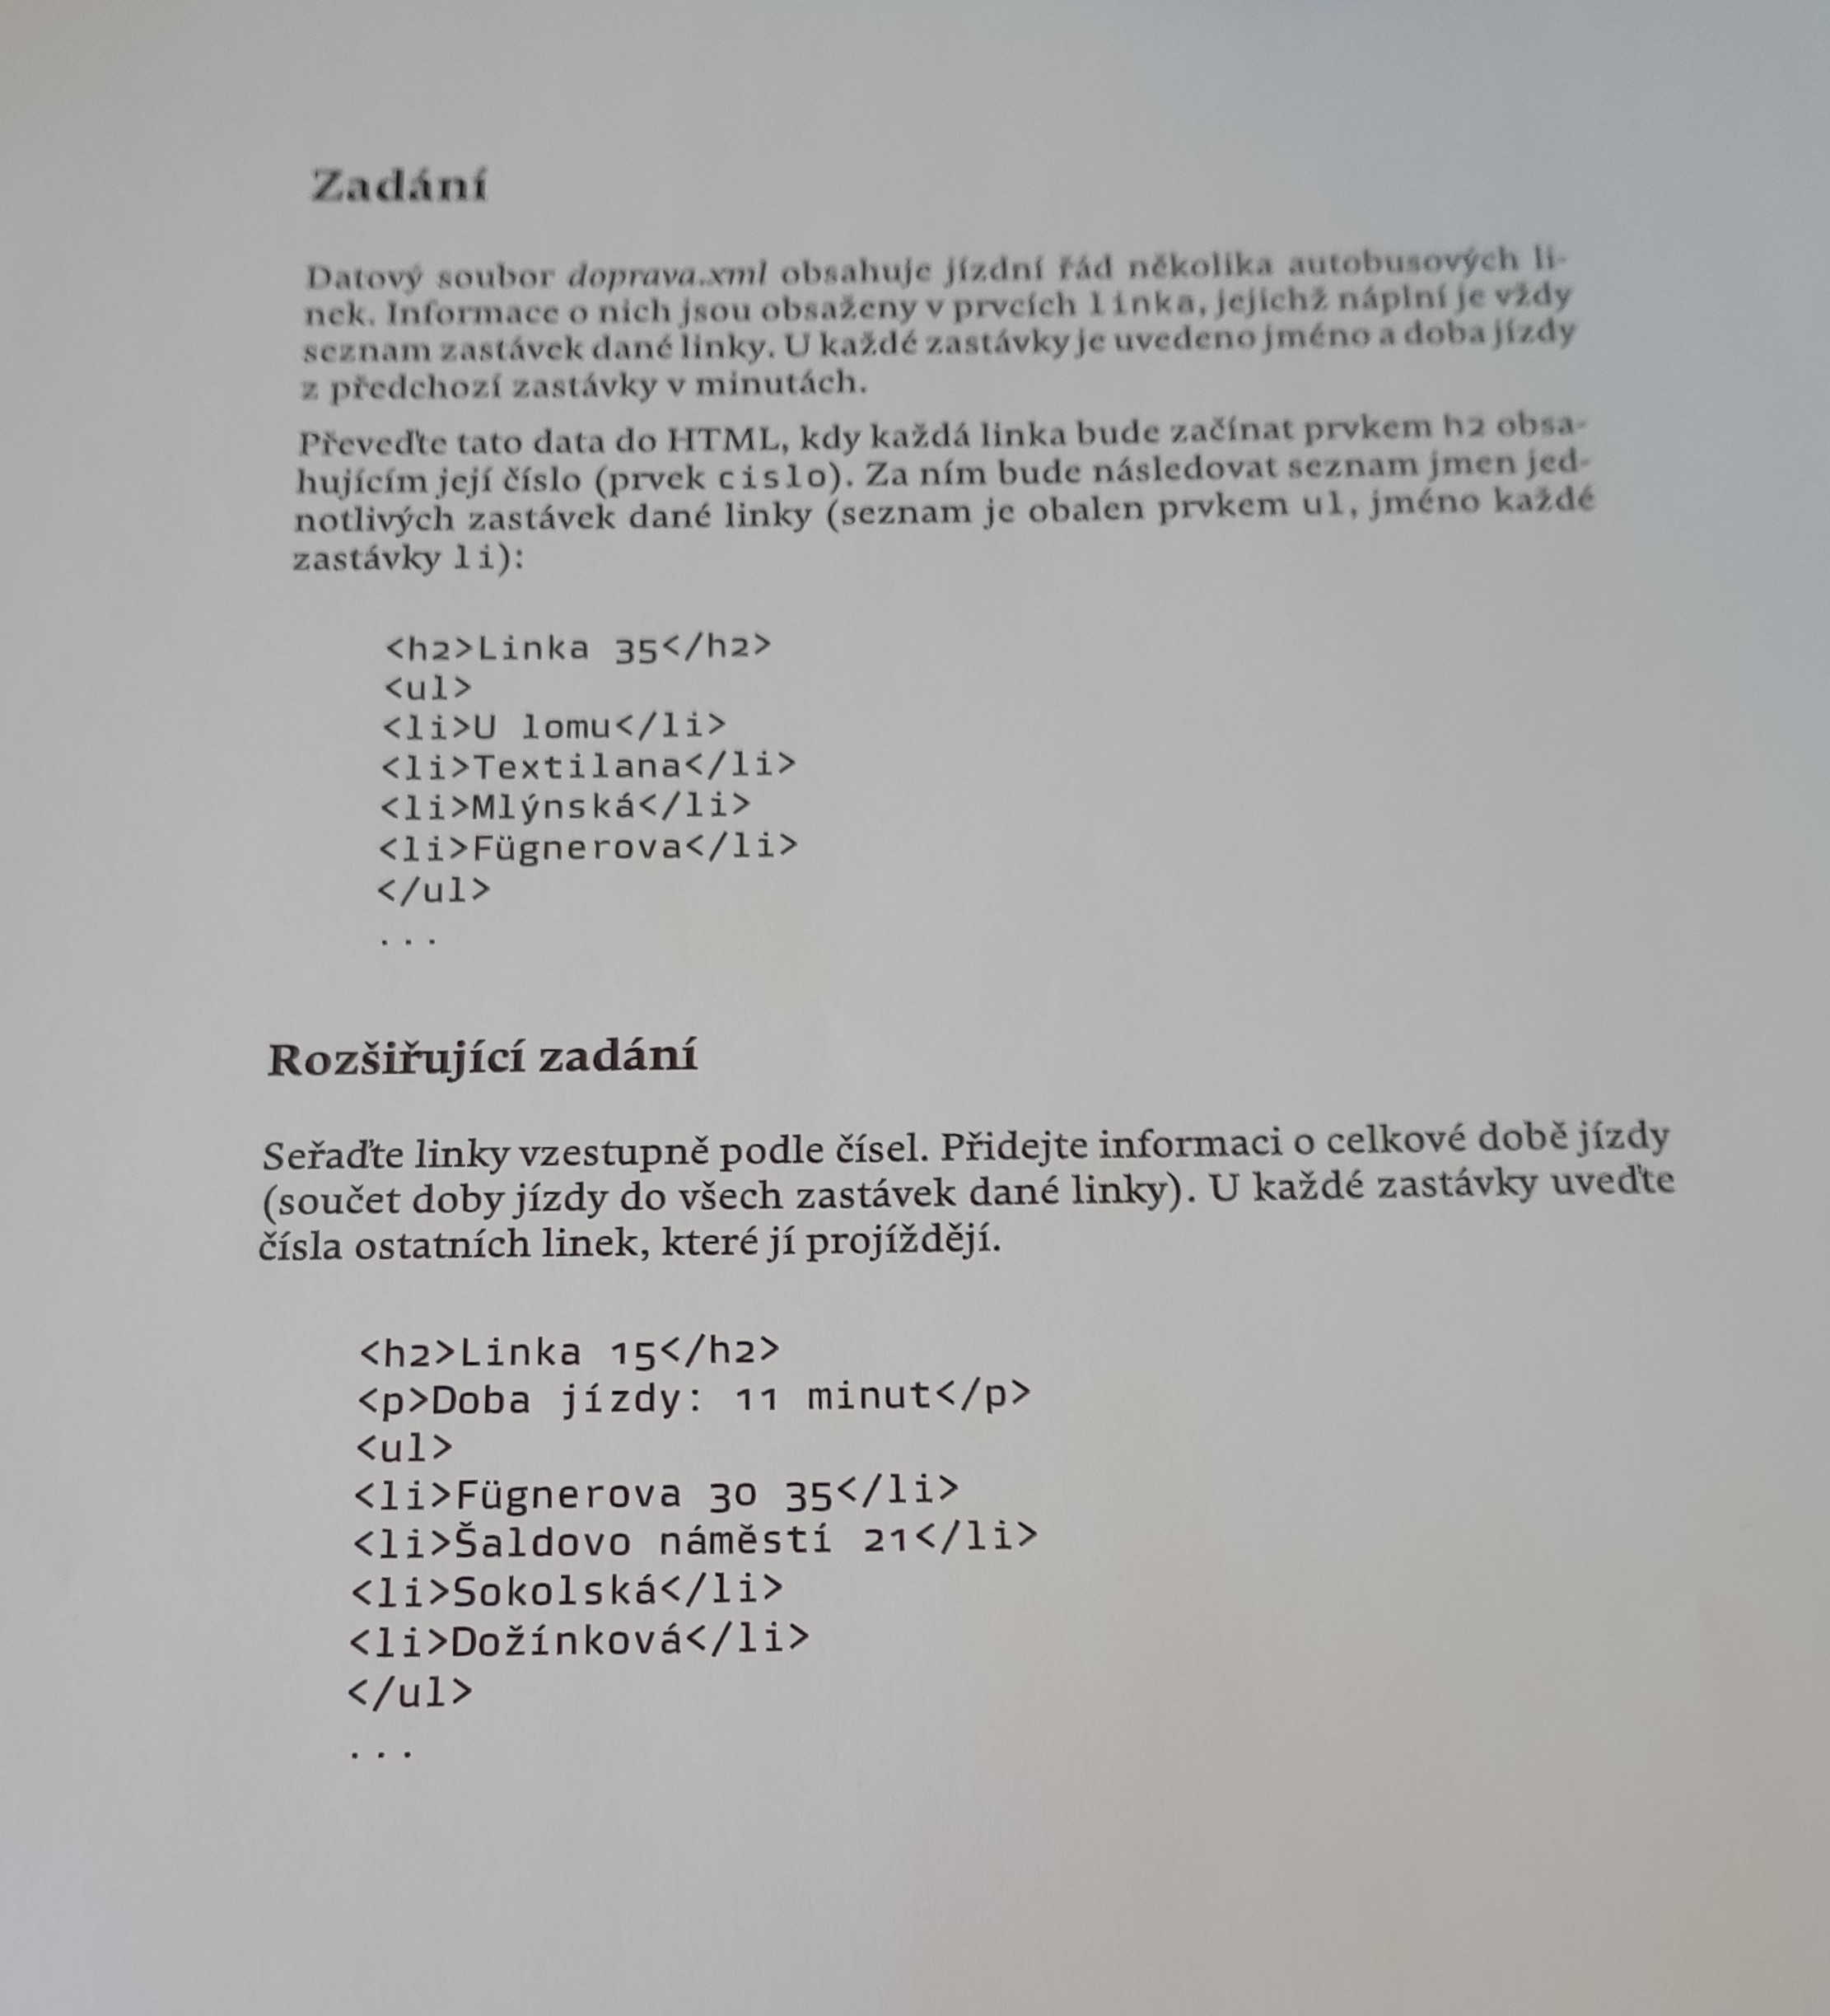 Zadání
Datový soubor doprava.xml obsahuje jízdní řád několika autobusových li-
nek. Informace o nich jsou obsaženy v prvcích linka, jejichž náplní je vždy
seznam zastávek dané linky. U každé zastávky je uvedeno jméno a doba jízdy
z předchozí zastávky v minutách.
Převeďte tato data do HTML, kdy každá linka bude začínat prvkem h2 obsa-
hujícím její číslo (prvek cislo). Za ním bude následovat seznam jmen jed-
notlivých zastávek dané linky (seznam je obalen prvkem ul, jméno každé
zastávky li):
<h2>Linka 35</h2>
<ul>
<li>U lomu</li>
<li>Textilana</li>
<li>Mlýnská</li>
<li>Fügnerova</li>
</ul>
...
Rozšiřující zadání
Seřaďte linky vzestupně podle čísel. Přidejte informaci o celkové době jízdy
(součet doby jízdy do všech zastávek dané linky). U každé zastávky uveďte
čísla ostatních linek, které jí projíždějí.
<h2>Linka 15</h2>
<p>Doba jízdy: 11 minut</p>
<ul>
<li>Fügnerova 30 35</li>
<li>Šaldovo náměstí 21</li>
<li>Sokolská</li>
<li>Dožínková</li>
</ul>
...